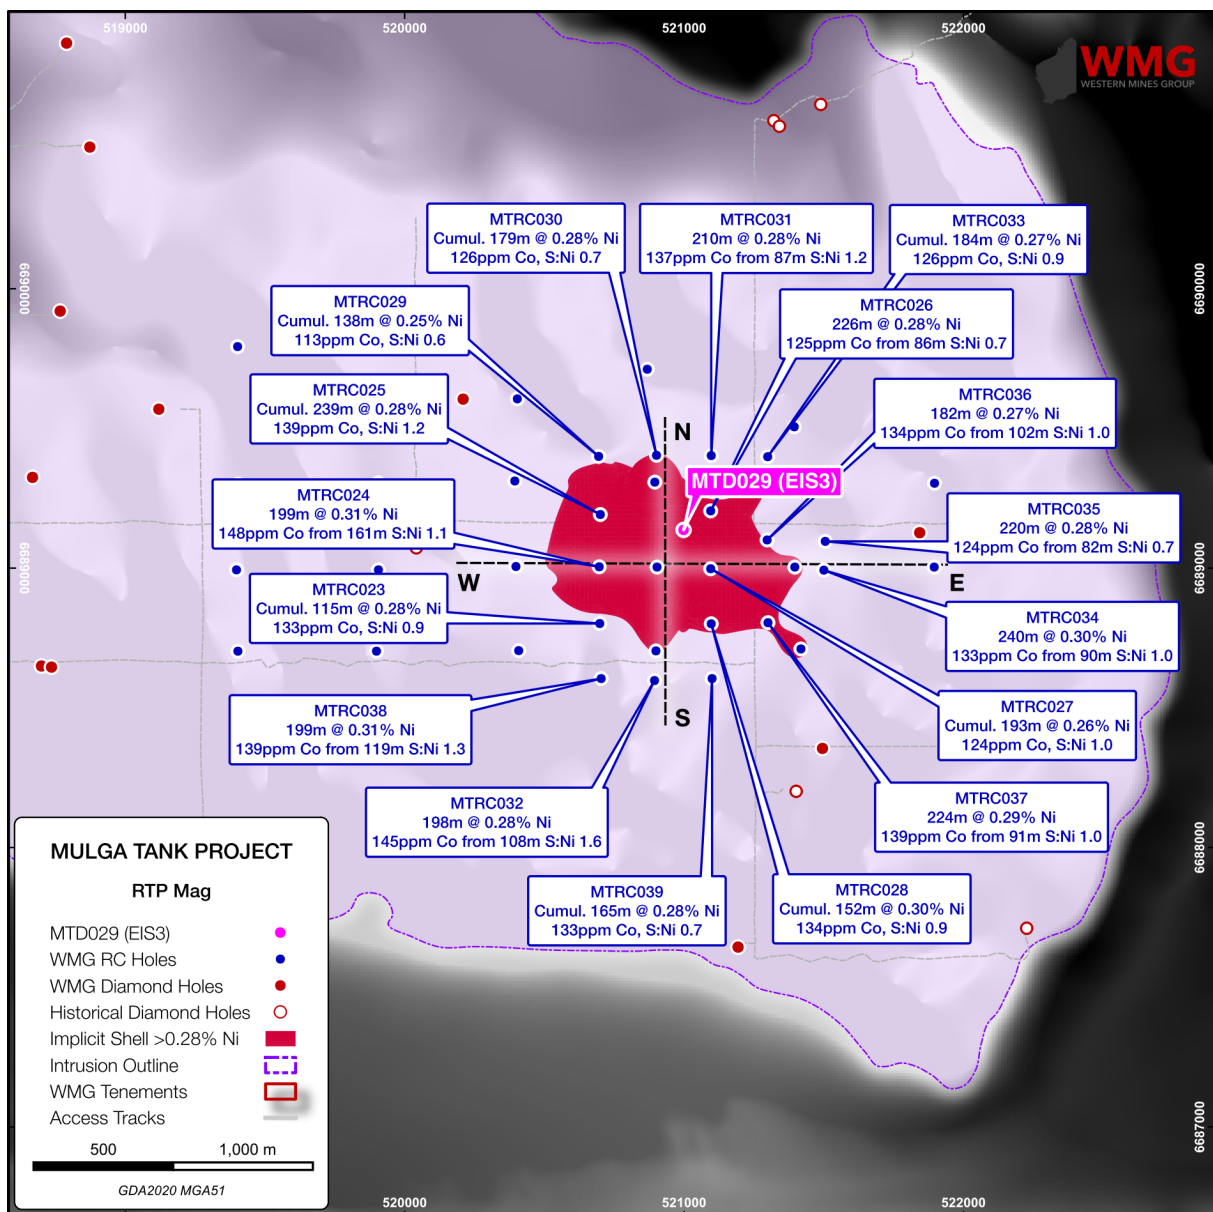 519000
520000
521000
522000
WMG
WESTERN MINES GROUP
MTRC030
Cumul. 179m @ 0.28% Ni
126ppm Co, S:Ni 0.7
MTRC031
210m @ 0.28% Ni
137ppm Co from 87m S:Ni 1.2
MTRC033
Cumul. 184m @ 0.27% Ni
126ppm Co, S:Ni 0.9
6690000
6690000
MTRC029
Cumul. 138m @ 0.25% Ni
113ppm Co, S:Ni 0.6
MTRC026
226m @ 0.28% Ni
125ppm Co from 86m S:Ni 0.7
MTRC025
Cumul. 239m @ 0.28% Ni
139ppm Co, S:Ni 1.2
MTRC036
182m @ 0.27% Ni
134ppm Co from 102m S:Ni 1.0
N
MTD029 (EIS3)
MTRC024
199m @ 0.31% Ni
148ppm Co from 161m S:Ni 1.1
MTRC035
220m @ 0.28% Ni
124ppm Co from 82m S:Ni 0.7
6689000
6689000
W
E
MTRC023
Cumul. 115m @ 0.28% Ni
133ppm Co, S:Ni 0.9
MTRC034
240m @ 0.30% Ni
133ppm Co from 90m S:Ni 1.0
S
MTRC038
199m @ 0.31% Ni
139ppm Co from 119m S:Ni 1.3
MTRC027
Cumul. 193m @ 0.26% Ni
124ppm Co, S:Ni 1.0
MTRC032
198m @ 0.28% Ni
145ppm Co from 108m S:Ni 1.6
MTRC037
224m @ 0.29% Ni
139ppm Co from 91m S:Ni 1.0
6688000
MTRC039
Cumul. 165m @ 0.28% Ni
133ppm Co, S:Ni 0.7
MTRC028
Cumul. 152m @ 0.30% Ni
134ppm Co, S:Ni 0.9
MULGA TANK PROJECT
RTP Mag
MTD029 (EIS3)
WMG RC Holes
WMG Diamond Holes
Historical Diamond Holes
Implicit Shell >0.28% Ni
Intrusion Outline
WMG Tenements
Access Tracks
500
1,000 m
GDA2020 MGA51
6687000
520000
521000
522000